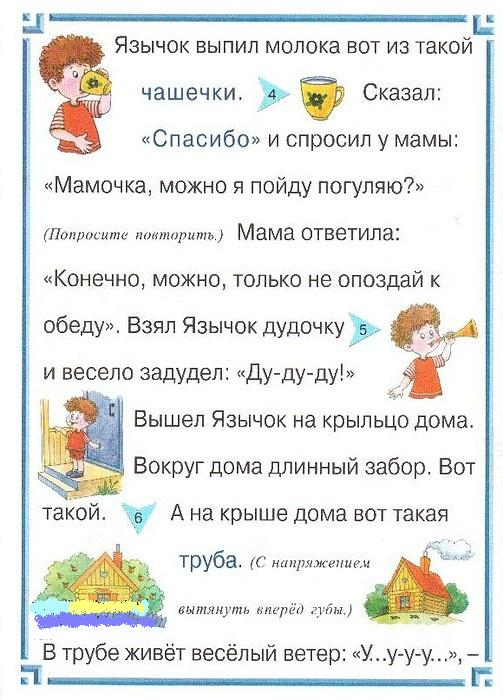 Язычок выпил молока вот из такой
чашечки. 4 Сказал:
«Спасибо» и спросил у мамы:
«Мамочка, можно я пойду погуляю?»
(Попросите повторить.) Мама ответила:
«Конечно, можно, только не опоздай к
обеду». Взял Язычок дудочку 5
и весело задудел: «Ду-ду-ду!»
Вышел Язычок на крыльцо дома.
Вокруг дома длинный забор. Вот
такой. 6 А на крыше дома вот такая
труба. (С напряжением
вытянуть вперёд губы.)
В трубе живёт весёлый ветер: «У...у-у-у...», –